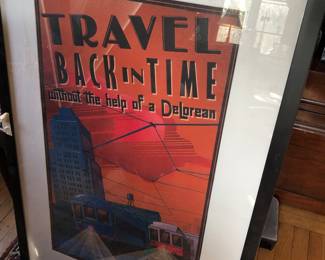 TRAVEL
BACK IN TIME
without the help of a DeLorean